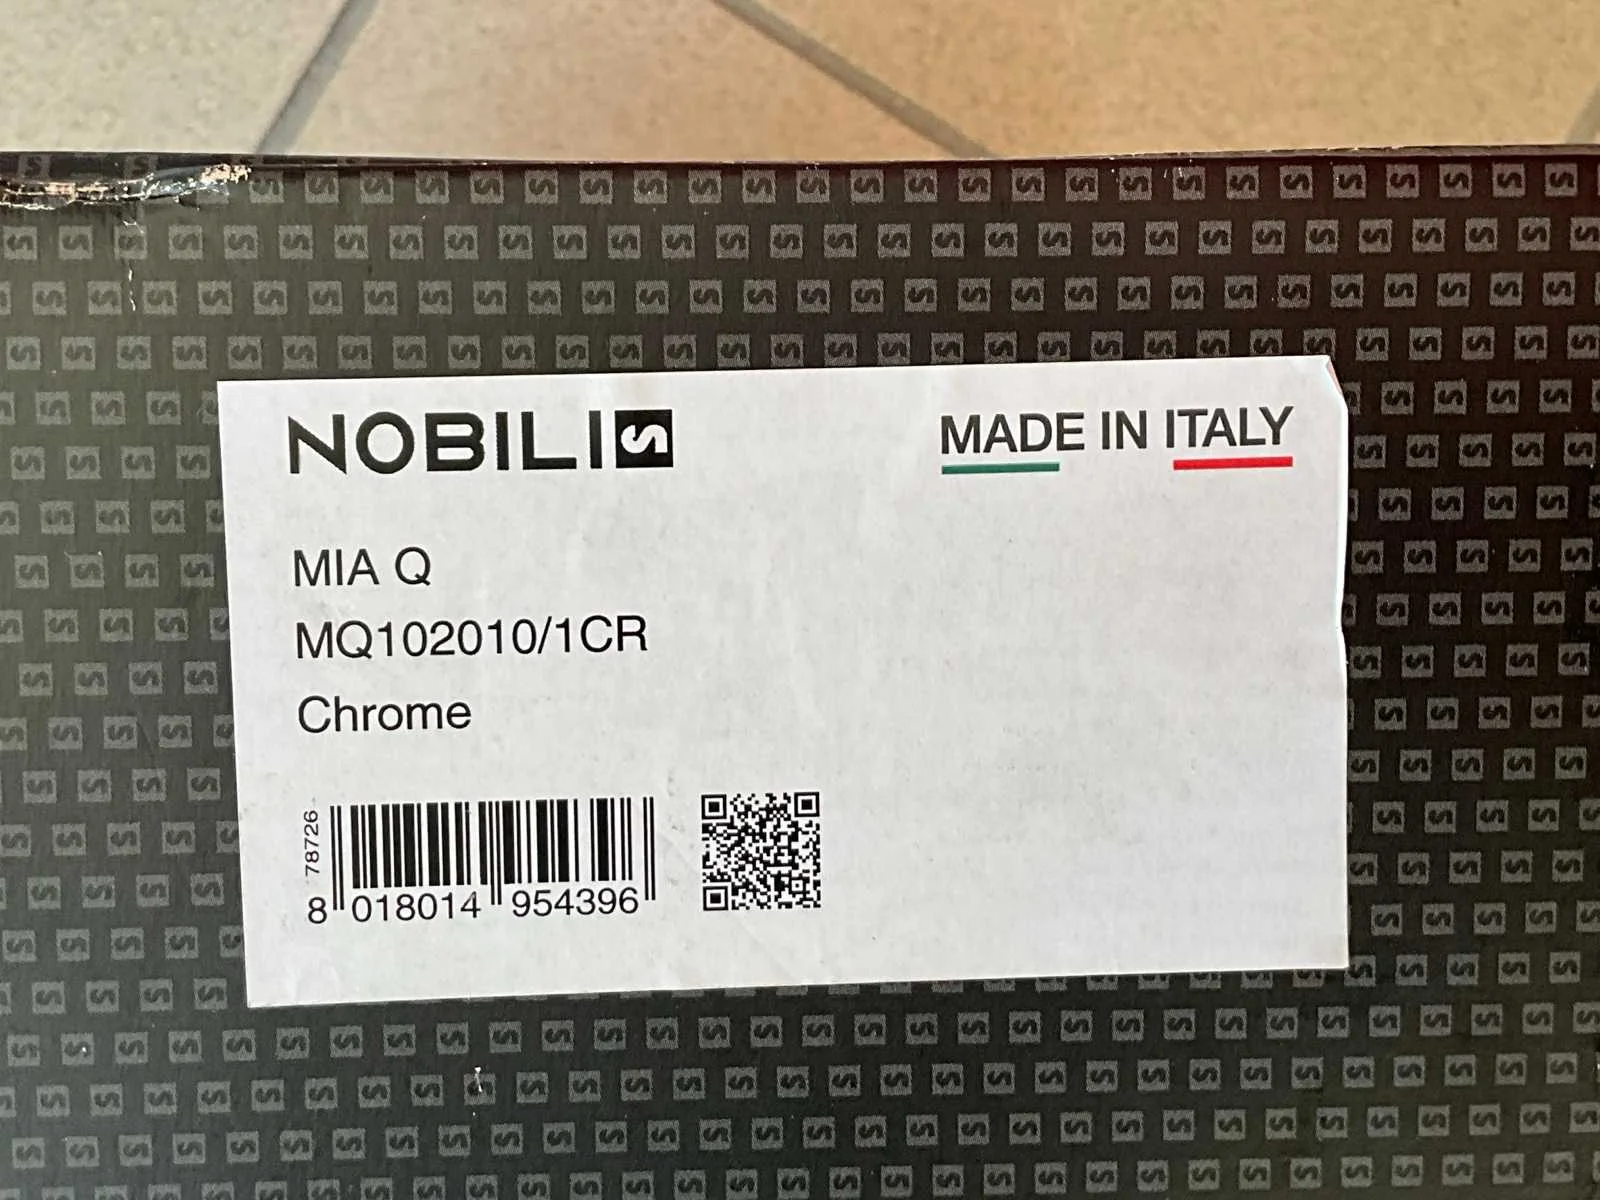 NOBILI
MADE IN ITALY
MIA Q
MQ102010/1CR
Chrome
78726
8 018014 954396